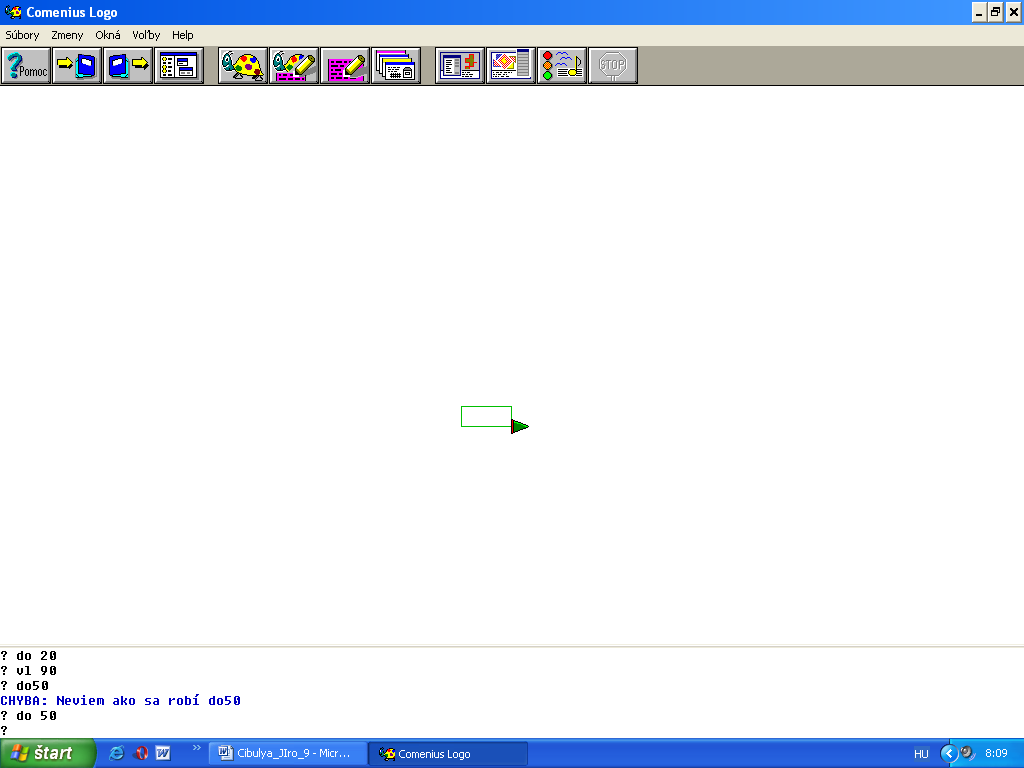 Comenius Logo
Súbory Zmeny Okná Voľby Help
?Pomoc
STOP
? do 20
? vl 90
? do50
CHYBA: Neviem ako sa robí do50
? do 50
?
štart
Cibulya_JIro_9 - Micr...
Comenius Logo
HU
8:09